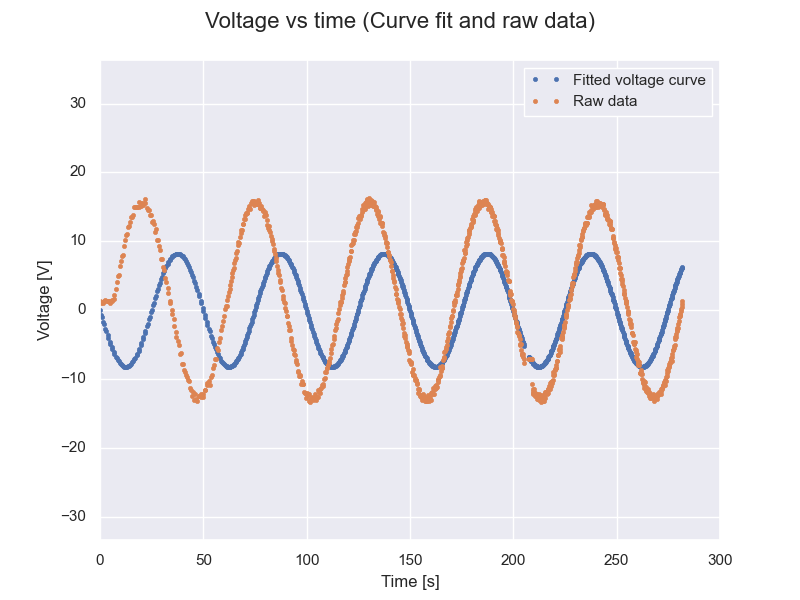 Voltage vs time (Curve fit and raw data)
Fitted voltage curve
Raw data
30
20
10
0
−10
−20
−30
Voltage [V]
0 50 100 150 200 250 300
Time [s]